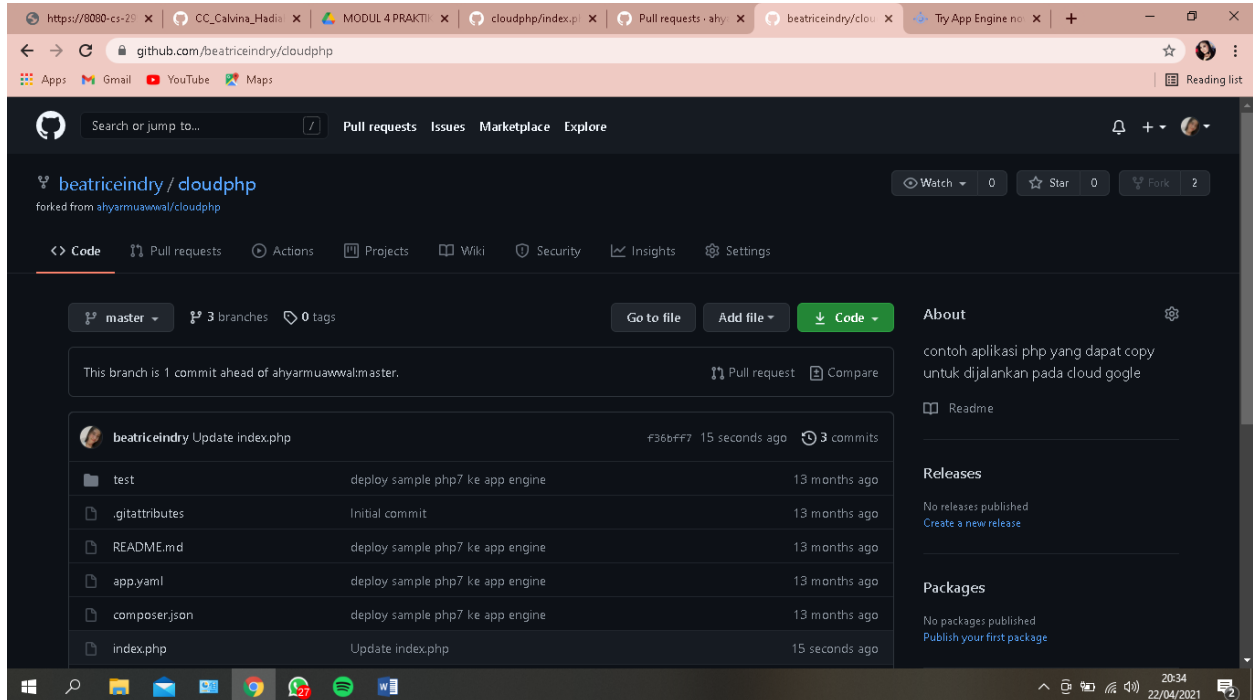 https://8080-cs-29 CC_Calvina_Hadia MODUL 4 PRAKTI cloudphp/index.p Pull requests · ahy beatriceindry/clou Try App Engine no
github.com/beatriceindry/cloudphp
Apps Gmail YouTube Maps Reading list
Search or jump to... / Pull requests Issues Marketplace Explore
beatriceindry / cloudphp Watch 0 Star 0 Fork 2
forked from ahyarmuawwal/cloudphp
Code Pull requests Actions Projects Wiki Security Insights Settings
master 3 branches 0 tags Go to file Add file Code
This branch is 1 commit ahead of ahyarmuawwal:master. Pull request Compare
beatriceindry Update index.php f36bff7 15 seconds ago 3 commits
test deploy sample php7 ke app engine 13 months ago
.gitattributes Initial commit 13 months ago
README.md deploy sample php7 ke app engine 13 months ago
app.yaml deploy sample php7 ke app engine 13 months ago
composer.json deploy sample php7 ke app engine 13 months ago
index.php Update index.php 15 seconds ago
About
contoh aplikasi php yang dapat copy
untuk dijalankan pada cloud gogle
Readme
Releases
No releases published
Create a new release
Packages
No packages published
Publish your first package
27
20:34
22/04/2021
2